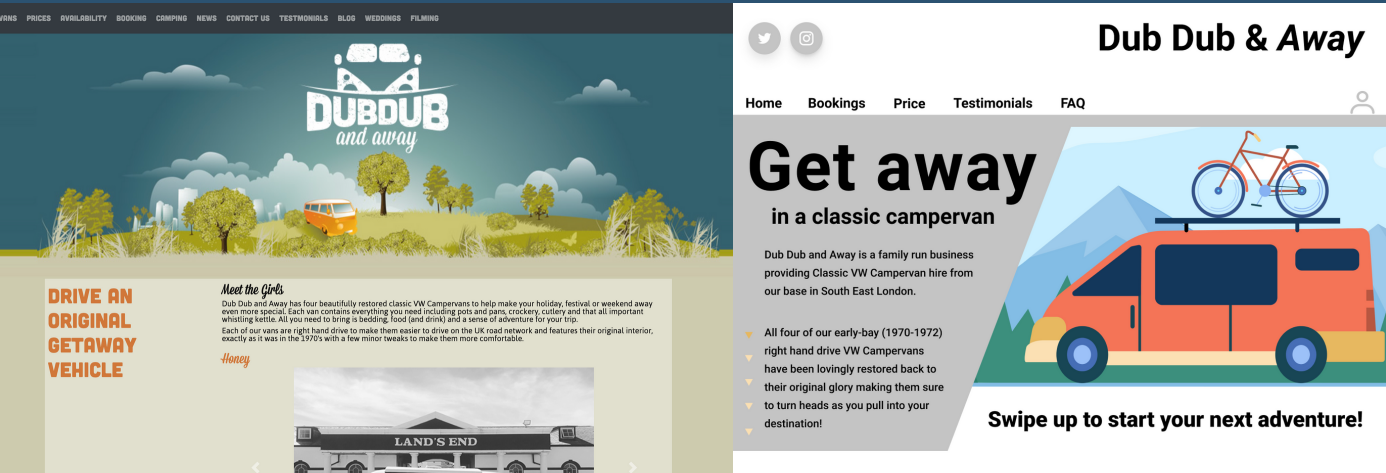 VANS PRICES AVAILABILITY BOOKING CAMPING NEWS CONTACT US TESTMONIALS BLOG WEDDINGS FILMING
DUBDUB
and away
DRIVE AN
ORIGINAL
GETAWAY
VEHICLE
Meet the Girls
Dub Dub and Away has four beautifully restored classic VW Campervans to help make your holiday, festival or weekend away
even more special. Each van contains everything you need including pots and pans, crockery, cutlery and that all important
whistling kettle. All you need to bring is bedding, food (and drink) and a sense of adventure for your trip.
Each of our vans are right hand drive to make them easier to drive on the UK road network and features their original interior,
exactly as it was in the 1970's with a few minor tweaks to make them more comfortable.
Honey
LAND'S END
Dub Dub & Away
Home Bookings Price Testimonials FAQ
Get away
in a classic campervan
Dub Dub and Away is a family run business
providing Classic VW Campervan hire from
our base in South East London.
All four of our early-bay (1970-1972)
right hand drive VW Campervans
have been lovingly restored back to
their original glory making them sure
to turn heads as you pull into your
destination!
Swipe up to start your next adventure!